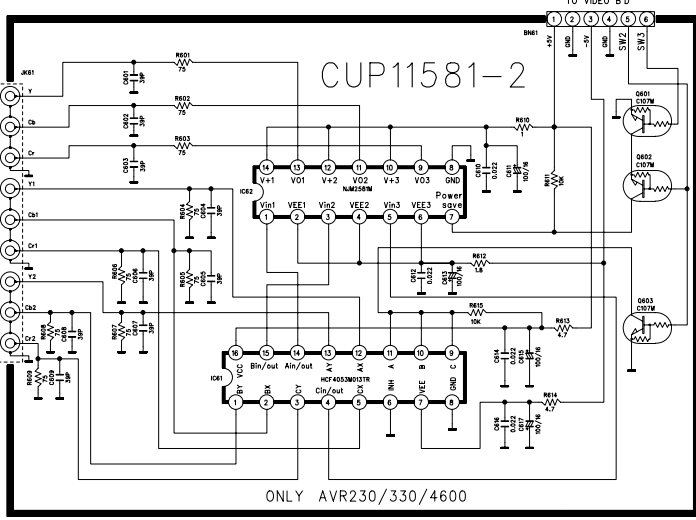 TO VIDEO B'D
BN61
1 2 3 4 5 6
+5V
GND
-5V
GND
SW2
SW3
CUP11581-2
JK61
Y
Cb
Cr
Y1
Cb1
Cr1
Y2
Cb2
Cr2
R601
75
C601
39P
R602
75
C602
39P
R603
75
C603
39P
R604
75
C604
39P
R605
75
C605
39P
R606
75
C606
39P
R607
75
C607
39P
R608
75
C608
39P
R609
75
C609
39P
IC62
14 13 12 11 10 9 8
V+1 VO1 V+2 VO2 V+3 VO3 GND
NJM2581M
Power
save
Vin1 VEE1 Vin2 VEE2 Vin3 VEE3
1 2 3 4 5 6 7
C610
0.022
C611
100/16
R610
1
R611
10K
R612
1.8
C612
0.022
C613
100/16
Q601
C107M
Q602
C107M
Q603
C107M
R615
10K
R613
4.7
C614
0.022
C615
100/16
R614
4.7
C616
0.022
C617
100/16
IC61
16 15 14 13 12 11 10 9
VCC Bin/out Ain/out AY AX A B C
HCF4053M013TR
BY BX CY Cin/out CX INH VEE GND
1 2 3 4 5 6 7 8
ONLY AVR230/330/4600